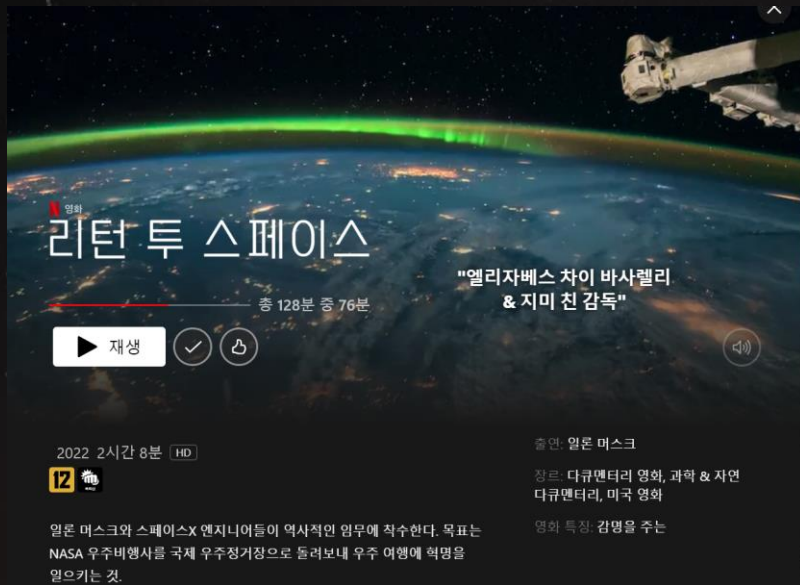 영화
리턴 투 스페이스
"엘리자베스 차이 바사렐리
& 지미 친 감독"
총 128분 중 76분
재생
2022 2시간 8분 HD
12
출연: 일론 머스크
장르: 다큐멘터리 영화, 과학 & 자연
다큐멘터리, 미국 영화
영화 특징: 감명을 주는
일론 머스크와 스페이스X 엔지니어들이 역사적인 임무에 착수한다. 목표는
NASA 우주비행사를 국제 우주정거장으로 돌려보내 우주 여행에 혁명을
일으키는 것.